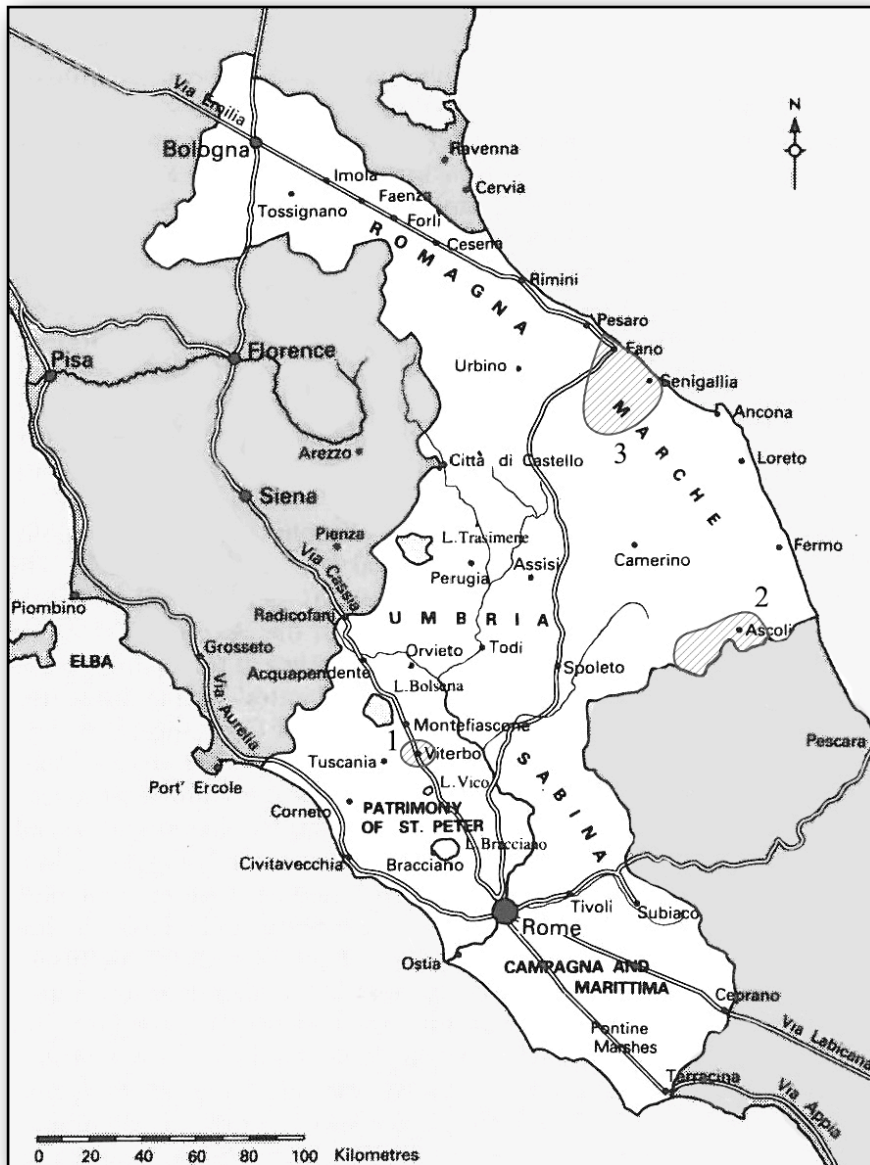 N
Via Emilia
Bologna
Ravenna
Imola
Cervia
Faenza
Tossignano
Forli
Cesena
ROMAGNA
Rimini
Pesaro
Pisa
Florence
Fano
Urbino
Senigallia
MARCHE
Ancona
Arezzo
Città di Castello
3
Loreto
Siena
Pienza
L.Trasimene
Via Cassia
Perugia
Assisi
Camerino
Fermo
Piombino
Radicofani
UMBRIA
2
Ascoli
ELBA
Grosseto
Orvieto
Todi
Acquapendente
Spoleto
L.Bolsena
Via Aurelia
Montefiascone
1
Viterbo
Pescara
Tuscania
SABINA
Port' Ercole
L.Vico
Corneto
PATRIMONY
OF ST. PETER
L.Bracciano
Civitavecchia
Bracciano
Tivoli
Subiaco
Rome
Ostia
CAMPAGNA AND
MARITTIMA
Ceprano
Pontine
Marshes
Via Labicana
Terracina
Via Appia
0 20 40 60 80 100 Kilometres